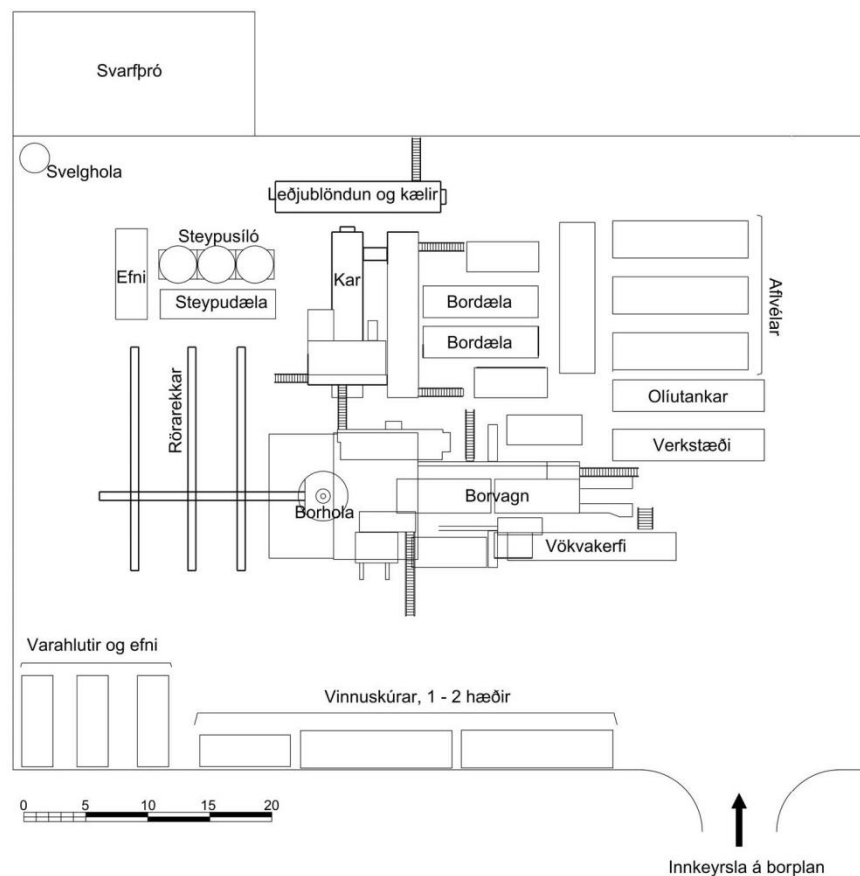 Svarfþró
Svelghola
Leðjublöndun og kælir
Steypusíló
Efni
Kar
Steypudæla
Bordæla
Bordæla
Aflvélar
Olíutankar
Rörarekkar
Verkstæði
Borhola
Borvagn
Vökvakerfi
Varahlutir og efni
Vinnuskúrar, 1 - 2 hæðir
0 5 10 15 20
Innkeyrsla á borplan